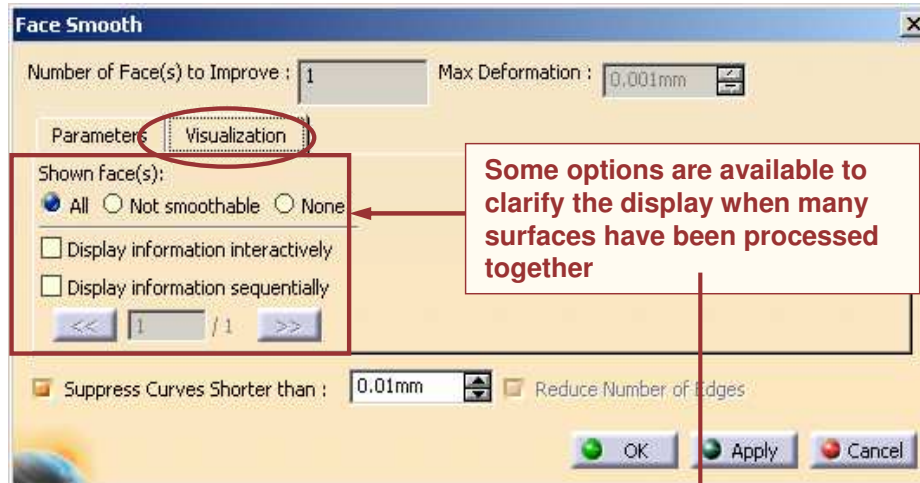 Face Smooth
Number of Face(s) to Improve : 1 Max Deformation : 0.001mm
Parameters Visualization
Shown face(s):
All Not smoothable None
Display information interactively
Display information sequentially
<< 1 / 1 >>
Some options are available to
clarify the display when many
surfaces have been processed
together
Suppress Curves Shorter than : 0.01mm Reduce Number of Edges
OK Apply Cancel